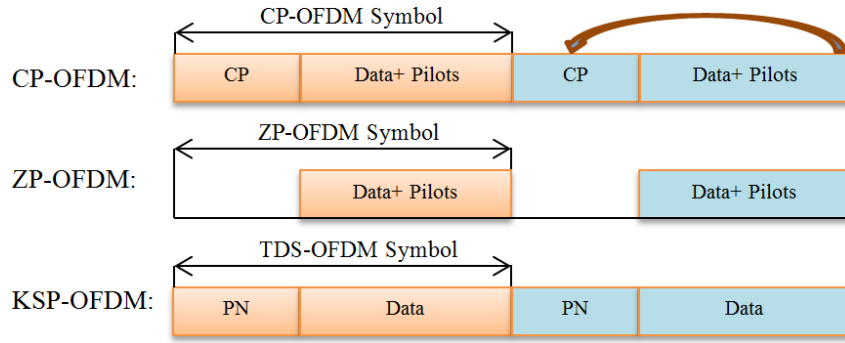 CP-OFDM Symbol
CP-OFDM: CP Data+ Pilots CP Data+ Pilots
ZP-OFDM Symbol
ZP-OFDM: Data+ Pilots Data+ Pilots
TDS-OFDM Symbol
KSP-OFDM: PN Data PN Data